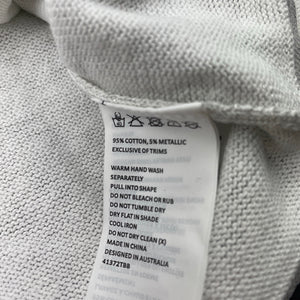 95% COTTON, 5% METALLIC
EXCLUSIVE OF TRIMS
WARM HAND WASH
SEPARATELY
PULL INTO SHAPE
DO NOT BLEACH OR RUB
DO NOT TUMBLE DRY
DRY FLAT IN SHADE
COOL IRON
DO NOT DRY CLEAN (X)
MADE IN CHINA
DESIGNED IN AUSTRALIA
41372TBB